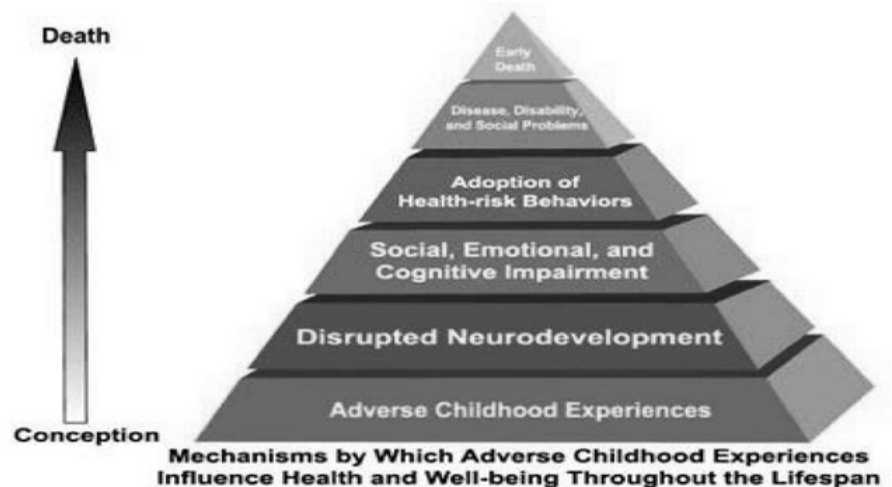 Death
Early
Death
Disease, Disability,
and Social Problems
Adoption of
Health-risk Behaviors
Social, Emotional, and
Cognitive Impairment
Disrupted Neurodevelopment
Adverse Childhood Experiences
Conception
Mechanisms by Which Adverse Childhood Experiences
Influence Health and Well-being Throughout the Lifespan